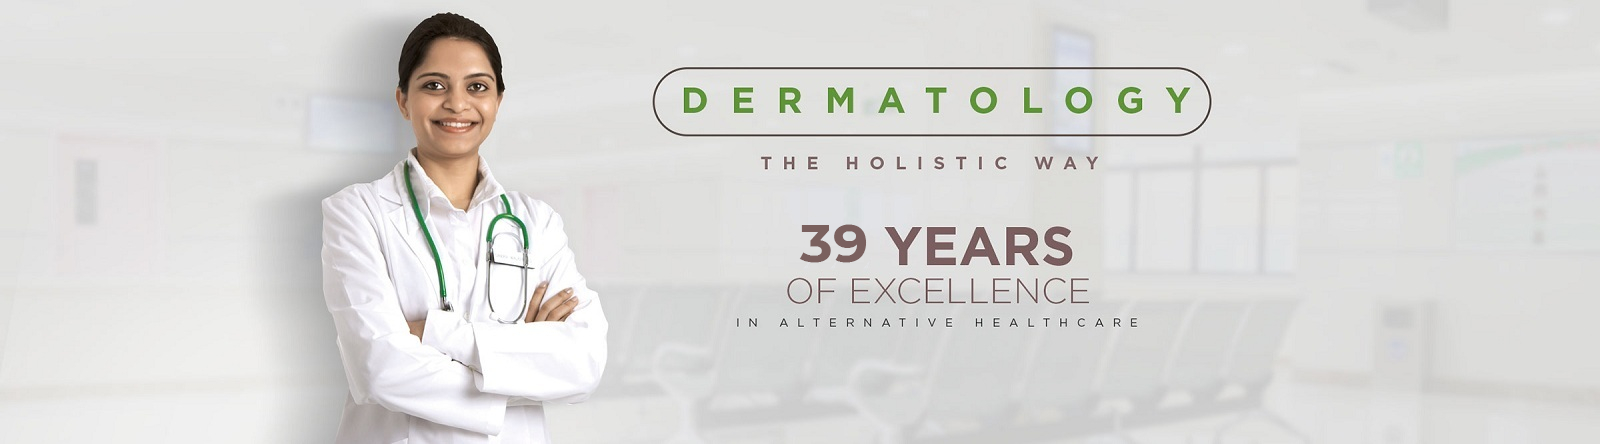 DERMATOLOGY
THE HOLISTIC WAY
39 YEARS
OF EXCELLENCE
IN ALTERNATIVE HEALTHCARE